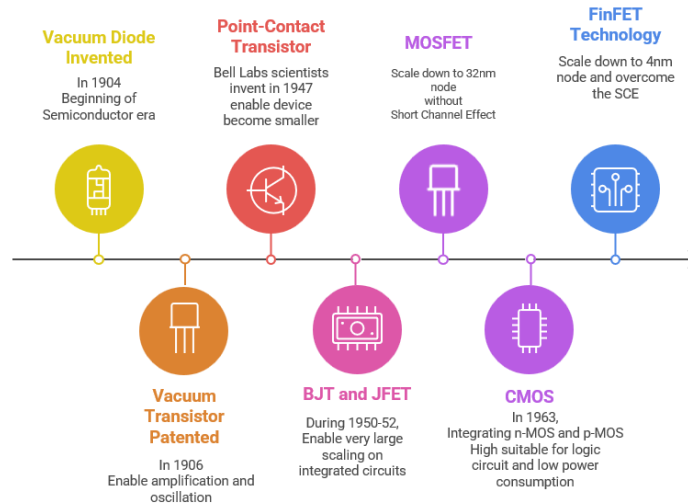 Vacuum Diode
Invented
In 1904
Beginning of
Semiconductor era
Point-Contact
Transistor
Bell Labs scientists
invent in 1947
enable device
become smaller
MOSFET
Scale down to 32nm
node
without
Short Channel Effect
FinFET
Technology
Scale down to 4nm
node and overcome
the SCE
Vacuum
Transistor
Patented
In 1906
Enable amplification and
oscillation
BJT and JFET
During 1950-52,
Enable very large
scaling on
integrated circuits
CMOS
In 1963,
Integrating n-MOS and p-MOS
High suitable for logic
circuit and low power
consumption